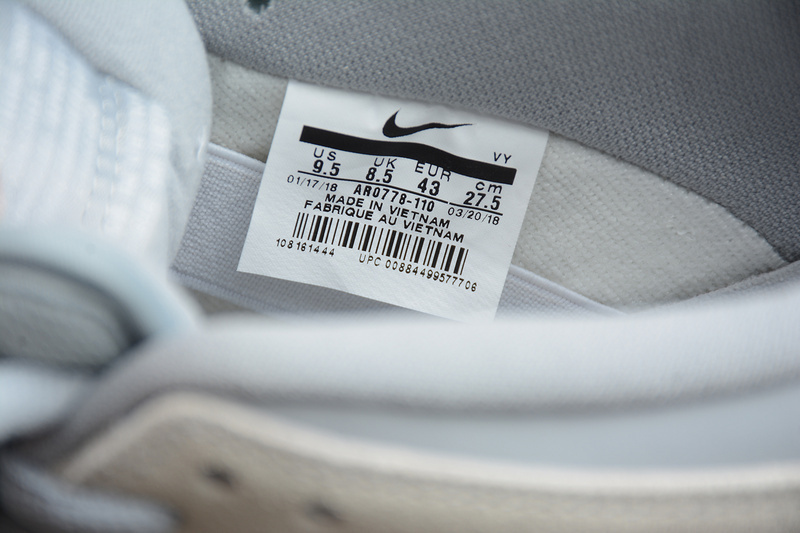 VY
US UK EUR cm
9.5 8.5 43 27.5
01/17/18 AR0778-110 03/20/18
MADE IN VIETNAM
FABRIQUE AU VIETNAM
108161444 UPC 00884499577706